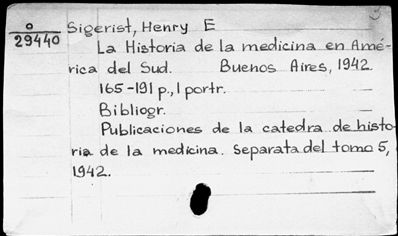 o Sigerist, Henry E
29440
La Historia de la medicina en Amé-
rica del Sud. Buenos Aires, 1942.
165-191 p., 1 portr.
Bibliogr.
Publicaciones de la catedra de histo-
ria de la medicina. Separata del tomo 5,
1942.